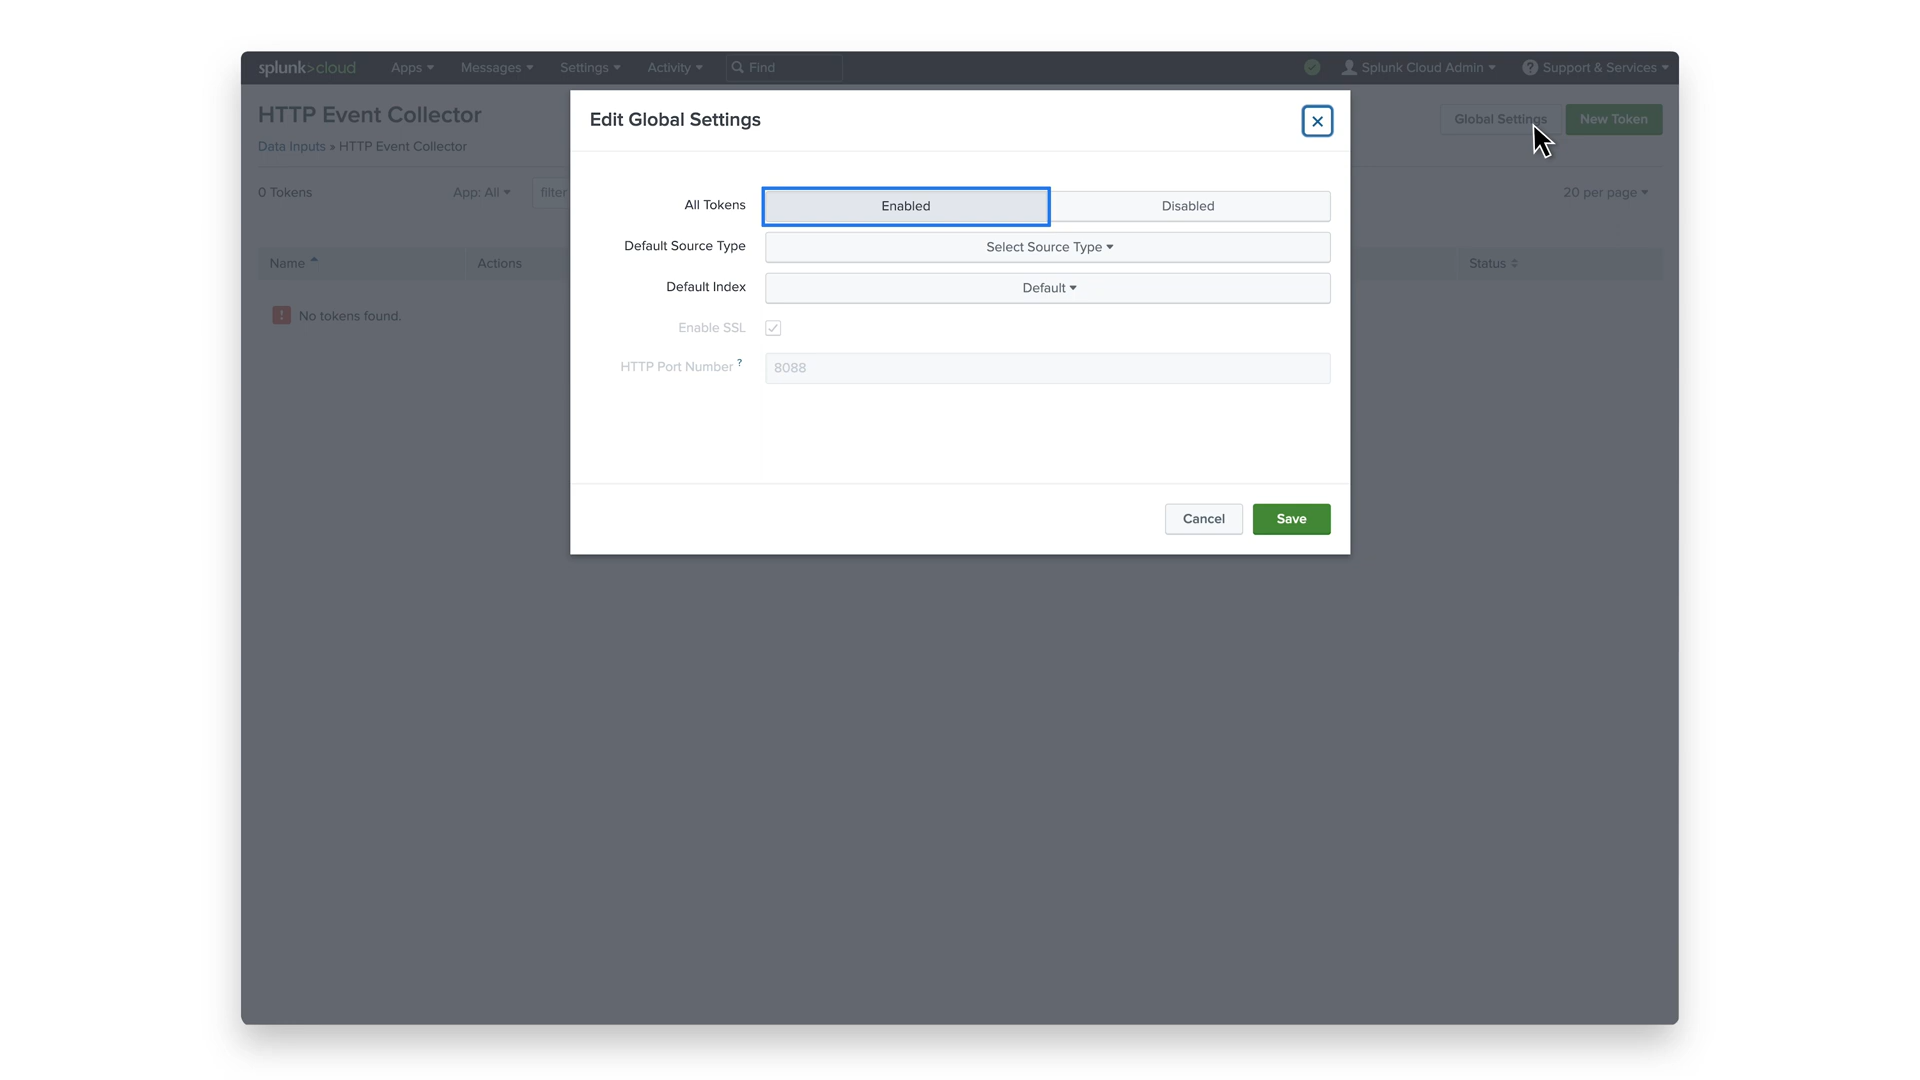 splunk>cloud Apps Messages Settings Activity Find Splunk Cloud Admin ? Support & Services
HTTP Event Collector
Data Inputs » HTTP Event Collector
Global Settings New Token
0 Tokens App: All filter 20 per page
Name Actions Status
! No tokens found.
Edit Global Settings
All Tokens Enabled Disabled
Default Source Type Select Source Type
Default Index Default
Enable SSL
HTTP Port Number ? 8088
Cancel Save